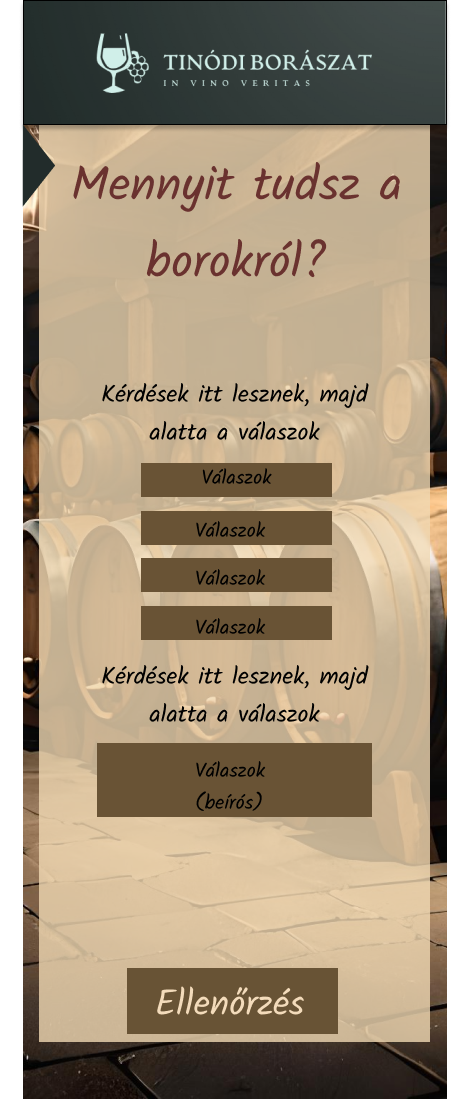 TINÓDI BORÁSZAT
IN VINO VERITAS
Mennyit tudsz a
borokról?
Kérdések itt lesznek, majd
alatta a válaszok
Válaszok
Válaszok
Válaszok
Válaszok
Kérdések itt lesznek, majd
alatta a válaszok
Válaszok
(beírós)
Ellenőrzés